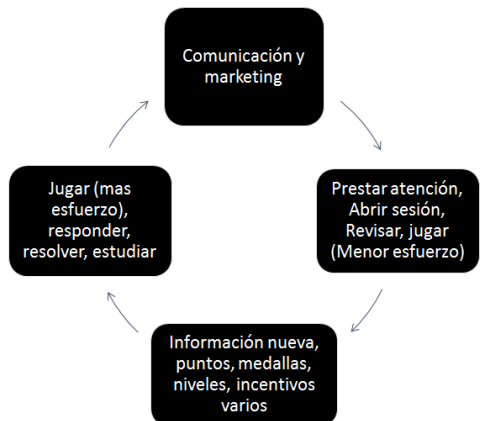 Comunicación y
marketing
Prestar atención,
Abrir sesión,
Revisar, jugar
(Menor esfuerzo)
Información nueva,
puntos, medallas,
niveles, incentivos
varios
Jugar (mas
esfuerzo),
responder,
resolver, estudiar